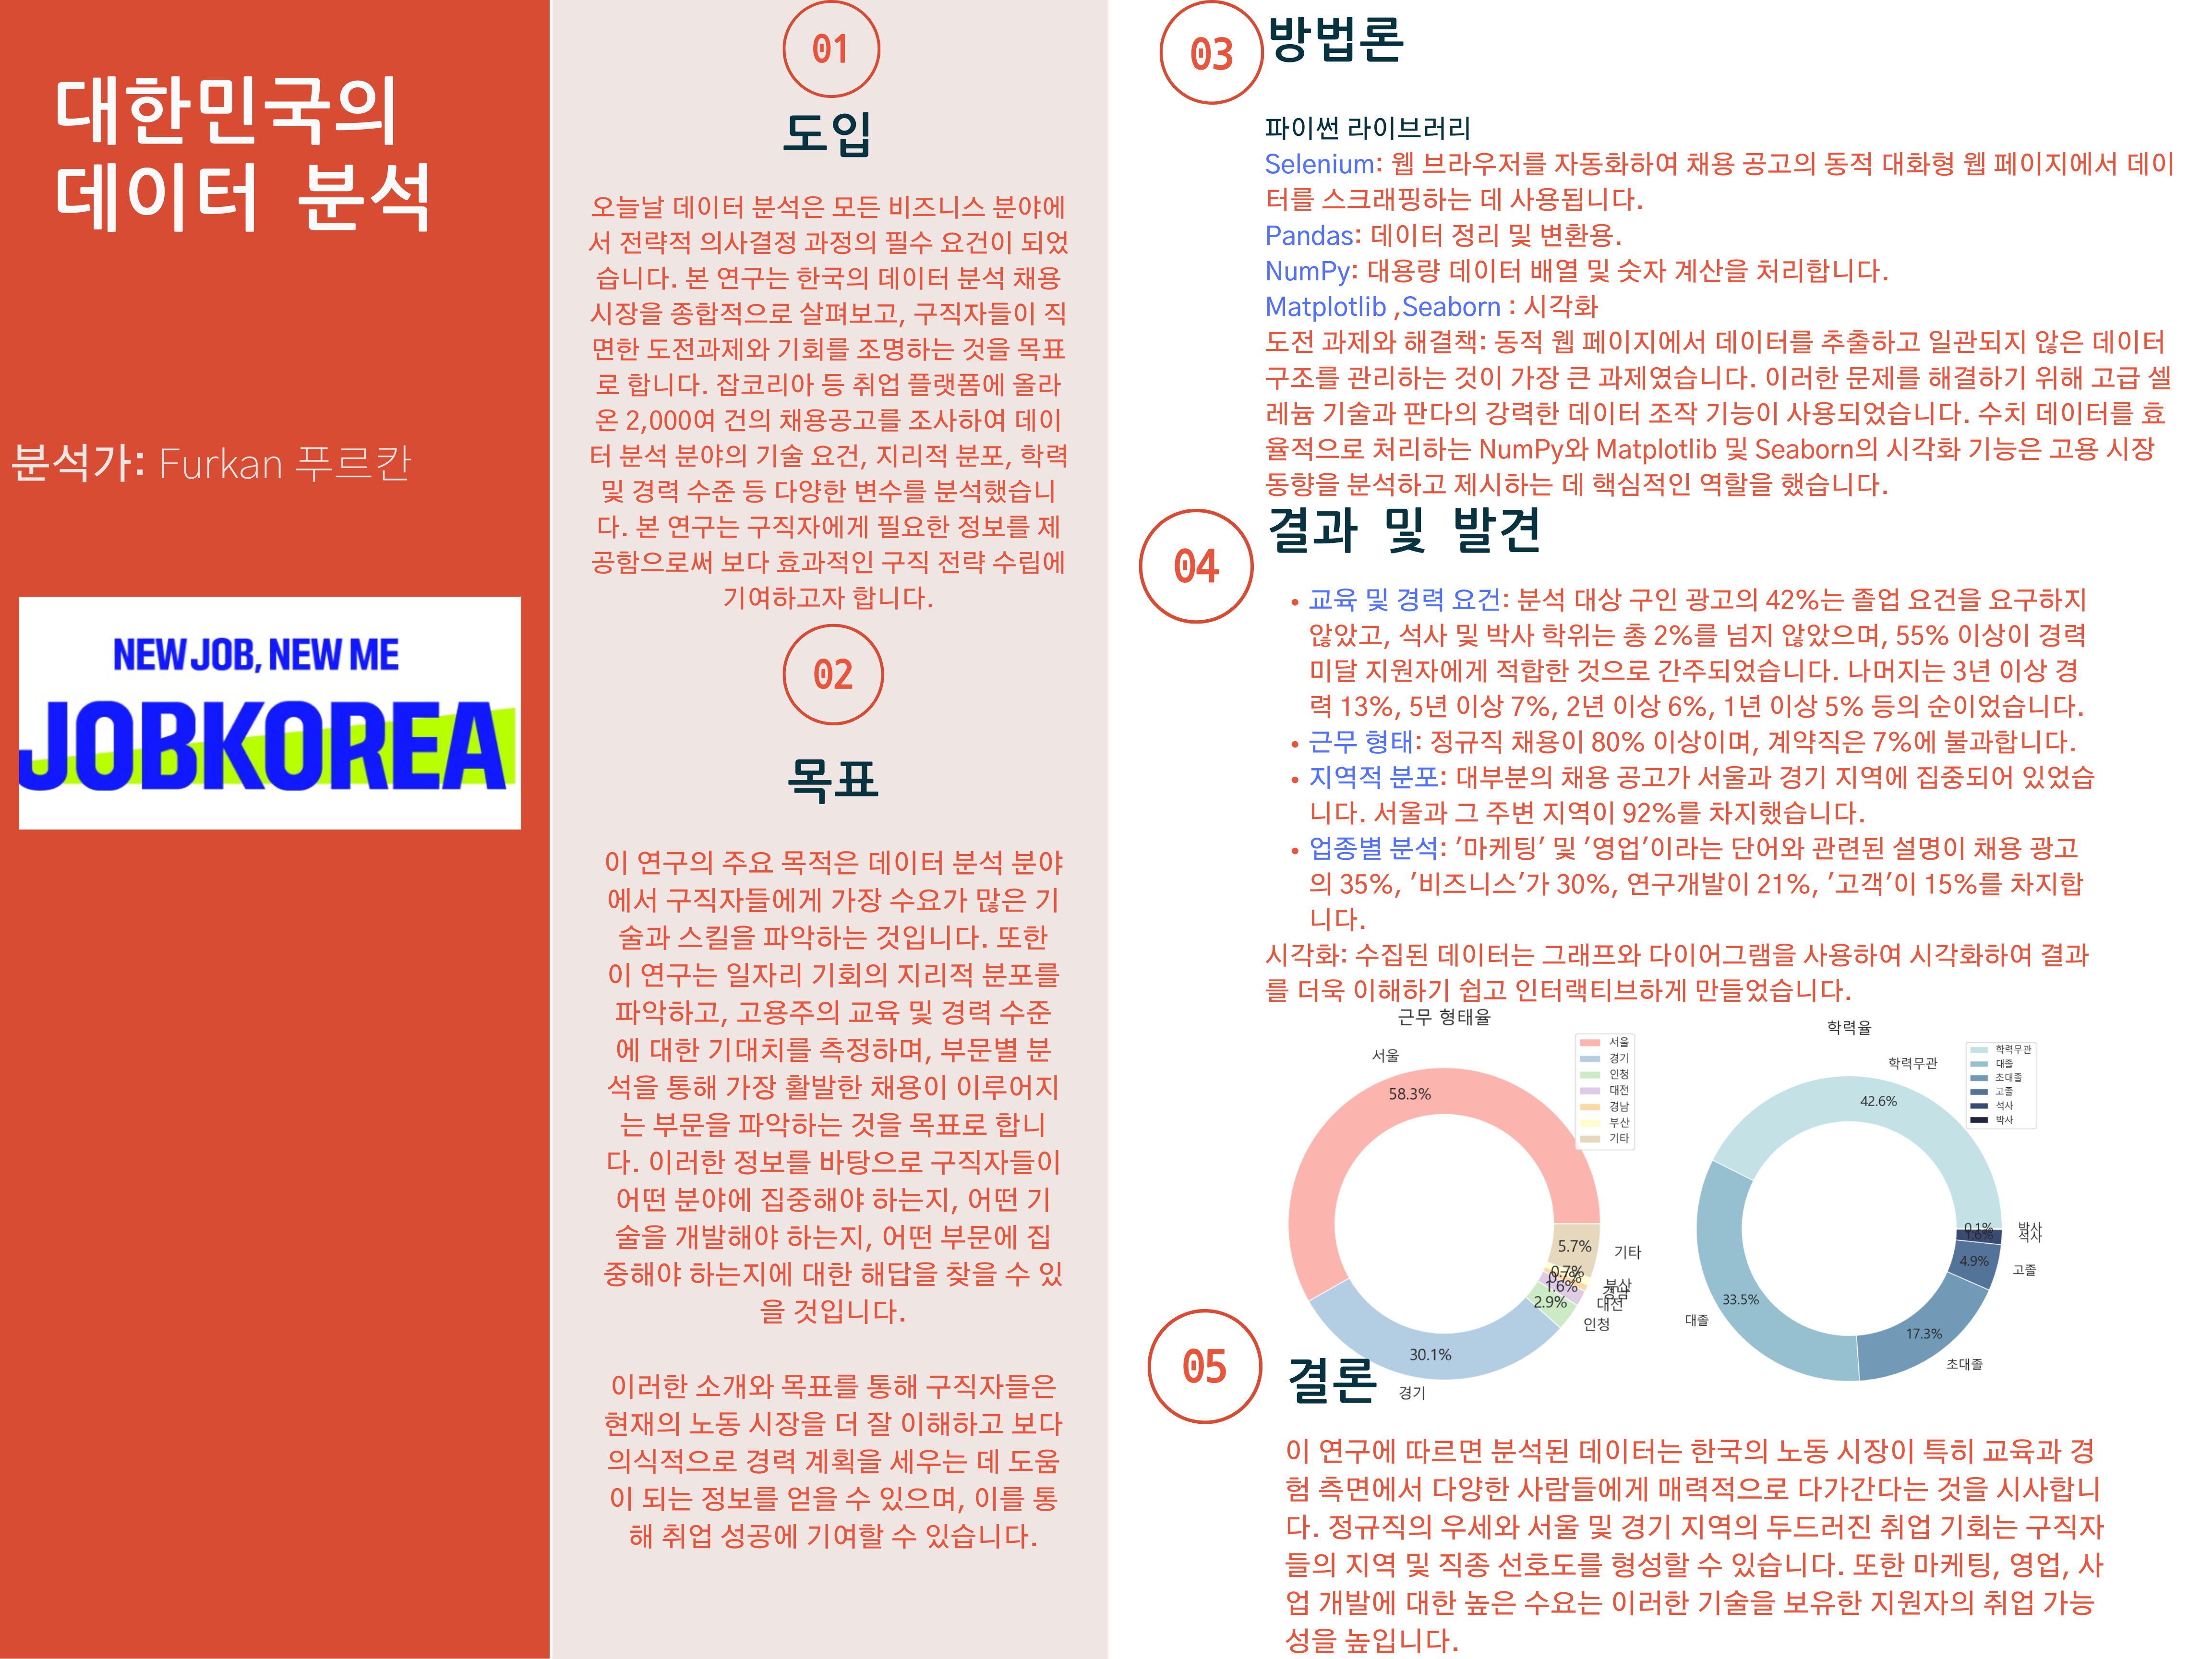 대한민국의
데이터 분석
분석가: Furkan 푸르칸
NEW JOB, NEW ME
JOBKOREA
01
도입
오늘날 데이터 분석은 모든 비즈니스 분야에
서 전략적 의사결정 과정의 필수 요건이 되었
습니다. 본 연구는 한국의 데이터 분석 채용
시장을 종합적으로 살펴보고, 구직자들이 직
면한 도전과제와 기회를 조명하는 것을 목표
로 합니다. 잡코리아 등 취업 플랫폼에 올라
온 2,000여 건의 채용공고를 조사하여 데이
터 분석 분야의 기술 요건, 지리적 분포, 학력
및 경력 수준 등 다양한 변수를 분석했습니
다. 본 연구는 구직자에게 필요한 정보를 제
공함으로써 보다 효과적인 구직 전략 수립에
기여하고자 합니다.
02
목표
이 연구의 주요 목적은 데이터 분석 분야
에서 구직자들에게 가장 수요가 많은 기
술과 스킬을 파악하는 것입니다. 또한
이 연구는 일자리 기회의 지리적 분포를
파악하고, 고용주의 교육 및 경력 수준
에 대한 기대치를 측정하며, 부문별 분
석을 통해 가장 활발한 채용이 이루어지
는 부문을 파악하는 것을 목표로 합니
다. 이러한 정보를 바탕으로 구직자들이
어떤 분야에 집중해야 하는지, 어떤 기
술을 개발해야 하는지, 어떤 부문에 집
중해야 하는지에 대한 해답을 찾을 수 있
을 것입니다.
이러한 소개와 목표를 통해 구직자들은
현재의 노동 시장을 더 잘 이해하고 보다
의식적으로 경력 계획을 세우는 데 도움
이 되는 정보를 얻을 수 있으며, 이를 통
해 취업 성공에 기여할 수 있습니다.
03
방법론
파이썬 라이브러리
Selenium: 웹 브라우저를 자동화하여 채용 공고의 동적 대화형 웹 페이지에서 데이
터를 스크래핑하는 데 사용됩니다.
Pandas: 데이터 정리 및 변환용.
NumPy: 대용량 데이터 배열 및 숫자 계산을 처리합니다.
Matplotlib ,Seaborn : 시각화
도전 과제와 해결책: 동적 웹 페이지에서 데이터를 추출하고 일관되지 않은 데이터
구조를 관리하는 것이 가장 큰 과제였습니다. 이러한 문제를 해결하기 위해 고급 셀
레늄 기술과 판다의 강력한 데이터 조작 기능이 사용되었습니다. 수치 데이터를 효
율적으로 처리하는 NumPy와 Matplotlib 및 Seaborn의 시각화 기능은 고용 시장
동향을 분석하고 제시하는 데 핵심적인 역할을 했습니다.
04
결과 및 발견
• 교육 및 경력 요건: 분석 대상 구인 광고의 42%는 졸업 요건을 요구하지
않았고, 석사 및 박사 학위는 총 2%를 넘지 않았으며, 55% 이상이 경력
미달 지원자에게 적합한 것으로 간주되었습니다. 나머지는 3년 이상 경
력 13%, 5년 이상 7%, 2년 이상 6%, 1년 이상 5% 등의 순이었습니다.
• 근무 형태: 정규직 채용이 80% 이상이며, 계약직은 7%에 불과합니다.
• 지역적 분포: 대부분의 채용 공고가 서울과 경기 지역에 집중되어 있었습
니다. 서울과 그 주변 지역이 92%를 차지했습니다.
• 업종별 분석: '마케팅' 및 '영업'이라는 단어와 관련된 설명이 채용 광고
의 35%, '비즈니스'가 30%, 연구개발이 21%, '고객'이 15%를 차지합
니다.
시각화: 수집된 데이터는 그래프와 다이어그램을 사용하여 시각화하여 결과
를 더욱 이해하기 쉽고 인터랙티브하게 만들었습니다.
근무 형태율
서울
58.3%
서울
경기
인청
대전
경남
부산
기타
5.7%
기타
0.7%
0.7%
부산
경남
1.6%
대전
2.9%
인청
30.1%
경기
학력율
학력무관
42.6%
학력무관
대졸
초대졸
고졸
석사
박사
0.1%
박사
1.6%
석사
4.9%
고졸
33.5%
대졸
17.3%
초대졸
05
결론
이 연구에 따르면 분석된 데이터는 한국의 노동 시장이 특히 교육과 경
험 측면에서 다양한 사람들에게 매력적으로 다가간다는 것을 시사합니
다. 정규직의 우세와 서울 및 경기 지역의 두드러진 취업 기회는 구직자
들의 지역 및 직종 선호도를 형성할 수 있습니다. 또한 마케팅, 영업, 사
업 개발에 대한 높은 수요는 이러한 기술을 보유한 지원자의 취업 가능
성을 높입니다.